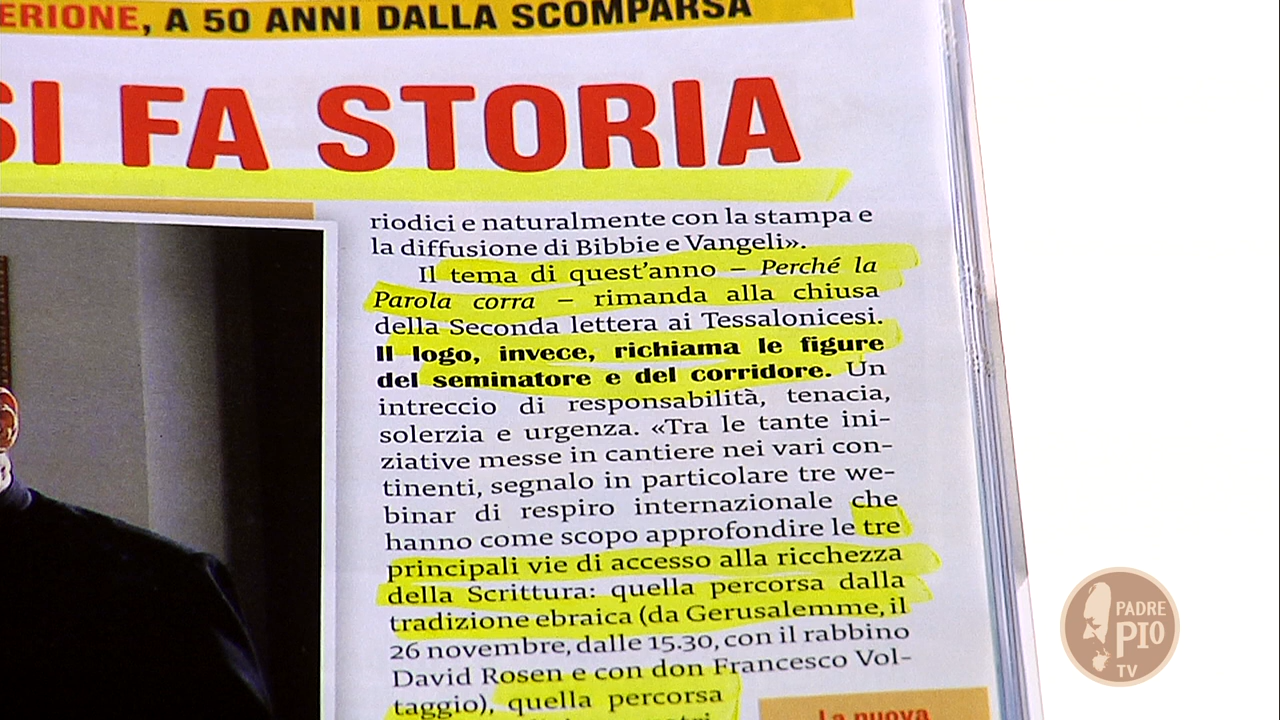 ERIONE, A 50 ANNI DALLA SCOMPARSA
SI FA STORIA
riodici e naturalmente con la stampa e
la diffusione di Bibbie e Vangeli».
Il tema di quest'anno – Perché la
Parola corra – rimanda alla chiusa
della Seconda lettera ai Tessalonicesi.
Il logo, invece, richiama le figure
del seminatore e del corridore. Un
intreccio di responsabilità, tenacia,
solerzia e urgenza. «Tra le tante ini-
ziative messe in cantiere nei vari con-
tinenti, segnalo in particolare tre we-
binar di respiro internazionale che
hanno come scopo approfondire le tre
principali vie di accesso alla ricchezza
della Scrittura: quella percorsa dalla
tradizione ebraica (da Gerusalemme, il
26 novembre, dalle 15.30, con il rabbino
David Rosen e con don Francesco Vol-
taggio), quella percorsa
La nuova
PADRE
PIO
TV